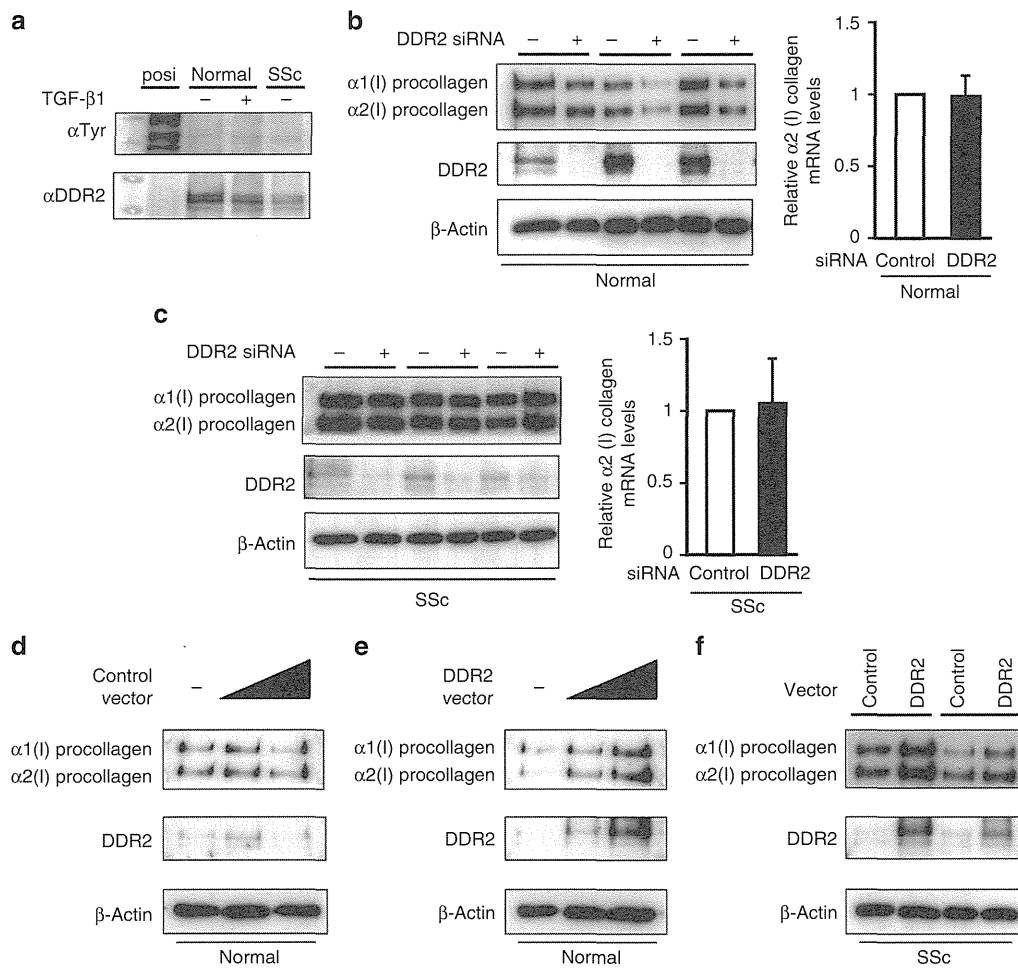 a
posi Normal SSc
TGF-β1 − + −
αTyr
αDDR2
b
DDR2 siRNA − + − + − +
α1(I) procollagen
α2(I) procollagen
DDR2
β-Actin
Normal
Relative α2 (I) collagen
mRNA levels
1.5
1
0.5
0
siRNA Control DDR2
Normal
c
DDR2 siRNA − + − + − +
α1(I) procollagen
α2(I) procollagen
DDR2
β-Actin
SSc
Relative α2 (I) collagen
mRNA levels
1.5
1
0.5
0
siRNA Control DDR2
SSc
d
Control
vector −
α1(I) procollagen
α2(I) procollagen
DDR2
β-Actin
Normal
e
DDR2
vector −
α1(I) procollagen
α2(I) procollagen
DDR2
β-Actin
Normal
f
Vector Control DDR2 Control DDR2
α1(I) procollagen
α2(I) procollagen
DDR2
β-Actin
SSc